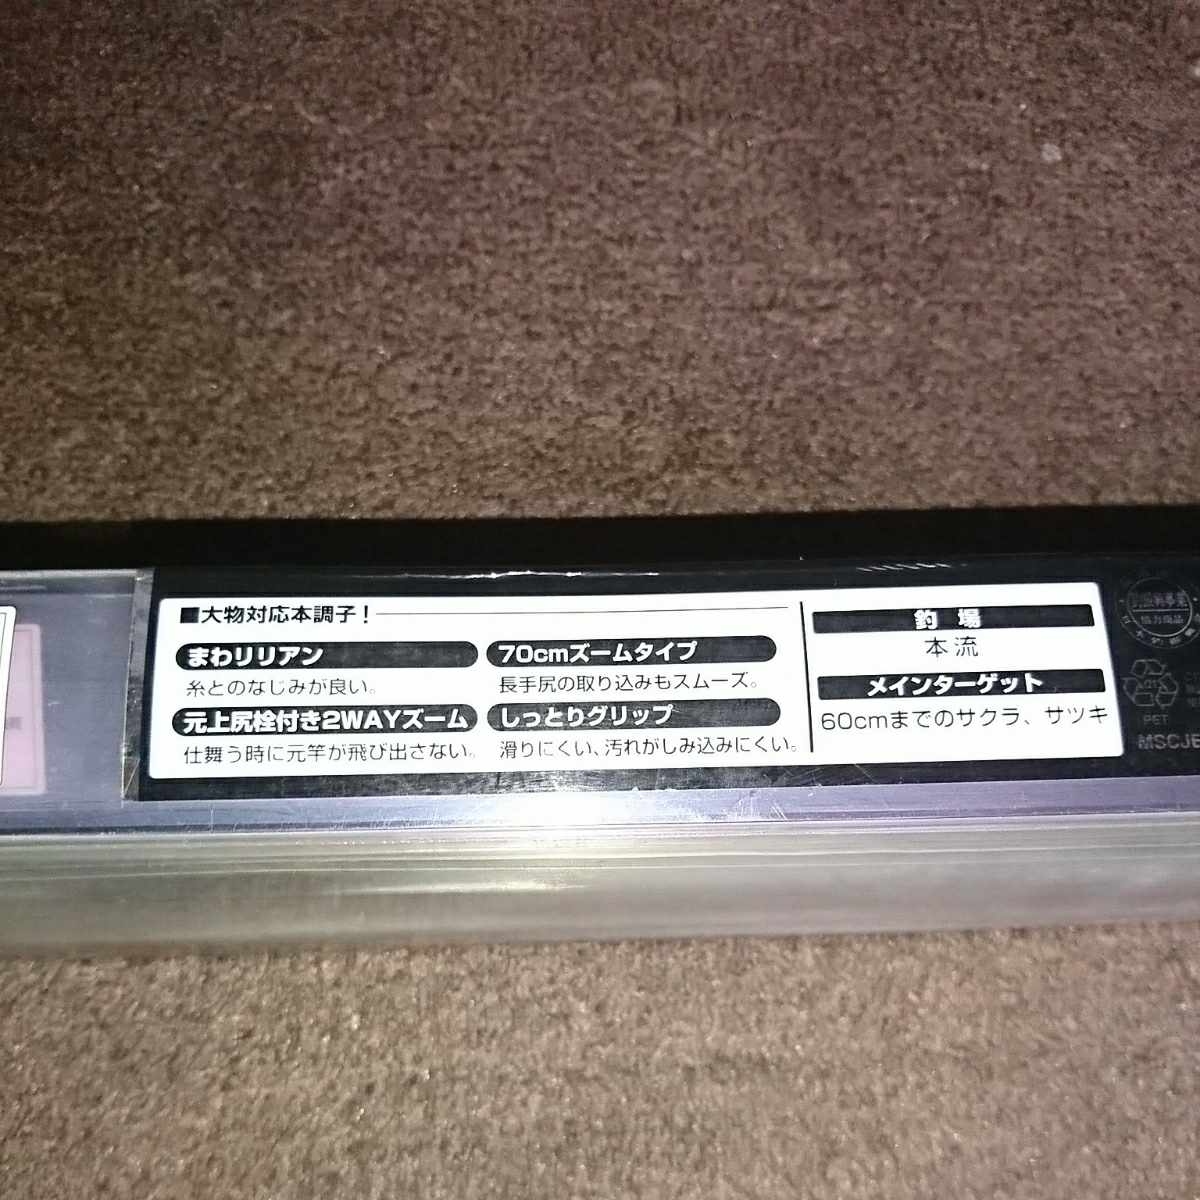 ■大物対応本調子！
まわりリリアン
糸とのなじみが良い。
元上尻栓付き2WAYズーム
仕舞う時に元竿が飛び出さない。
70cmズームタイプ
長手尻の取り込みもスムーズ。
しっとりグリップ
滑りにくい、汚れがしみ込みにくい。
釣場
本流
メインターゲット
60cmまでのサクラ、サツキ
協力商品
PET
MSCJE